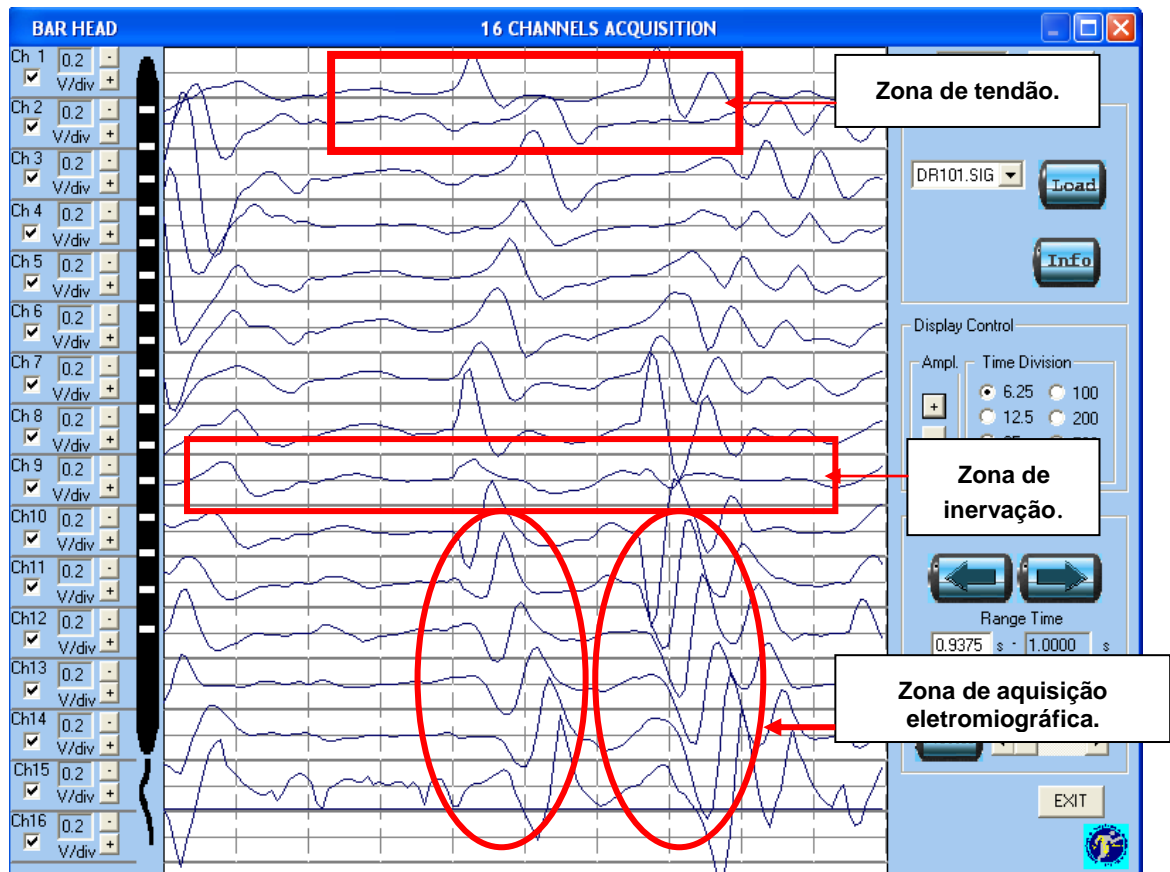 BAR HEAD
16 CHANNELS ACQUISITION
Ch 1
0.2
-
V/div
+
Ch 2
0.2
-
V/div
+
Ch 3
0.2
-
V/div
+
Ch 4
0.2
-
V/div
+
Ch 5
0.2
-
V/div
+
Ch 6
0.2
-
V/div
+
Ch 7
0.2
-
V/div
+
Ch 8
0.2
-
V/div
+
Ch 9
0.2
-
V/div
+
Ch10
0.2
-
V/div
+
Ch11
0.2
-
V/div
+
Ch12
0.2
-
V/div
+
Ch13
0.2
-
V/div
+
Ch14
0.2
-
V/div
+
Ch15
0.2
-
V/div
+
Ch16
0.2
-
V/div
+
Zona de tendão.
DR101.SIG
Load
Info
Display Control
Ampl.
Time Division
+
6.25
100
12.5
200
Zona de
inervação.
Range Time
0.9375 s - 1.0000 s
Zona de aquisição
eletromiográfica.
EXIT